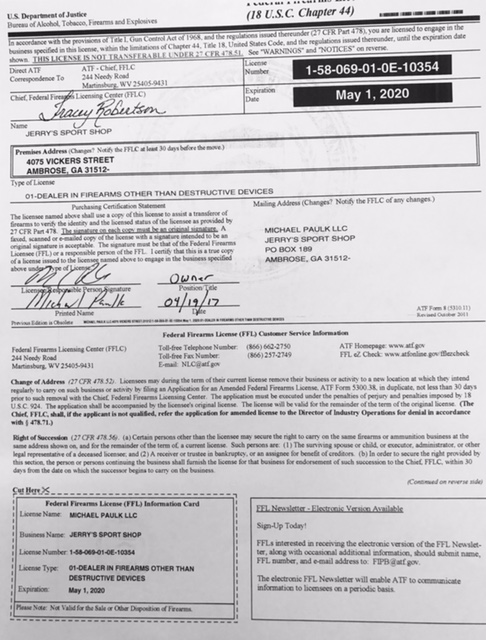 U.S. Department of Justice
Bureau of Alcohol, Tobacco, Firearms and Explosives
(18 U.S.C. Chapter 44)
In accordance with the provisions of Title I, Gun Control Act of 1968, and the regulations issued thereunder (27 CFR Part 478), you are licensed to engage in the
business specified in this license, within the limitations of Chapter 44, Title 18, United States Code, and the regulations issued thereunder, until the expiration date
shown. THIS LICENSE IS NOT TRANSFERABLE UNDER 27 CFR 478.51. See "WARNINGS" and "NOTICES" on reverse.
Direct ATF
Correspondence To
ATF - Chief, FFLC
244 Needy Road
Martinsburg, WV 25405-9431
License
Number
1-58-069-01-0E-10354
Chief, Federal Firearms Licensing Center (FFLC)
Tracey Robertson
Expiration
Date
May 1, 2020
Name
JERRY'S SPORT SHOP
Premises Address (Changes? Notify the FFLC at least 30 days before the move.)
4075 VICKERS STREET
AMBROSE, GA 31512-
Type of License
01-DEALER IN FIREARMS OTHER THAN DESTRUCTIVE DEVICES
Purchasing Certification Statement
The licensee named above shall use a copy of this license to assist a transferor of
firearms to verify the identity and the licensed status of the licensee as provided by
27 CFR Part 478. The signature on each copy must be an original signature. A
faxed, scanned or e-mailed copy of the license with a signature intended to be an
original signature is acceptable. The signature must be that of the Federal Firearms
Licensee (FFL) or a responsible person of the FFL. I certify that this is a true copy
of a license issued to the licensee named above to engage in the business specified
above under Type of License.
Mailing Address (Changes? Notify the FFLC of any changes.)
MICHAEL PAULK LLC
JERRY'S SPORT SHOP
PO BOX 189
AMBROSE, GA 31512-
Owner
Licensee/Responsible Person Signature
Position/Title
Michael Paulk
04/19/17
Printed Name
Date
Previous Edition is Obsolete
ATF Form 8 (5310.11)
Revised October 2011
Federal Firearms License (FFL) Customer Service Information
Federal Firearms Licensing Center (FFLC)
244 Needy Road
Martinsburg, WV 25405-9431
Toll-free Telephone Number: (866) 662-2750
Toll-free Fax Number: (866) 257-2749
E-mail: NLC@atf.gov
ATF Homepage: www.atf.gov
FFL eZ Check: www.atfonline.gov/fflezcheck
Change of Address (27 CFR 478.52). Licensees may during the term of their current license remove their business or activity to a new location at which they intend
regularly to carry on such business or activity by filing an Application for an Amended Federal Firearms License, ATF Form 5300.38, in duplicate, not less than 30 days
prior to such removal with the Chief, Federal Firearms Licensing Center. The application must be executed under the penalties of perjury and penalties imposed by 18
U.S.C. 924. The application shall be accompanied by the licensee's original license. The license will be valid for the remainder of the term of the original license. (The
Chief, FFLC, shall, if the applicant is not qualified, refer the application for amended license to the Director of Industry Operations for denial in accordance
with § 478.71.)
Right of Succession (27 CFR 478.56). (a) Certain persons other than the licensee may secure the right to carry on the same firearms or ammunition business at the
same address shown on, and for the remainder of the term of, a current license. Such persons are: (1) The surviving spouse or child, or executor, administrator, or other
legal representative of a deceased licensee; and (2) A receiver or trustee in bankruptcy, or an assignee for benefit of creditors. (b) In order to secure the right provided by
this section, the person or persons continuing the business shall furnish the license for that business for endorsement of such succession to the Chief, FFLC, within 30
days from the date on which the successor begins to carry on the business.
(Continued on reverse side)
Cut Here
Federal Firearms License (FFL) Information Card
License Name: MICHAEL PAULK LLC
Business Name: JERRY'S SPORT SHOP
License Number: 1-58-069-01-0E-10354
License Type: 01-DEALER IN FIREARMS OTHER THAN
DESTRUCTIVE DEVICES
Expiration: May 1, 2020
Please Note: Not Valid for the Sale or Other Disposition of Firearms.
FFL Newsletter - Electronic Version Available
Sign-Up Today!
FFLs interested in receiving the electronic version of the FFL Newslet-
ter, along with occasional additional information, should submit name,
FFL number, and e-mail address to: FIPB@atf.gov.
The electronic FFL Newsletter will enable ATF to communicate
information to licensees on a periodic basis.